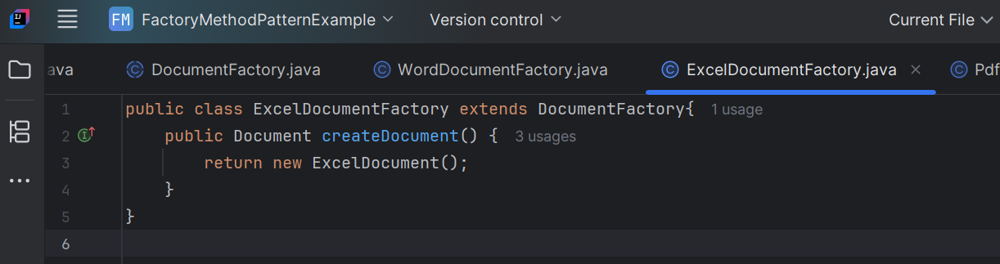 IJ FM FactoryMethodPatternExample Version control Current File
ava DocumentFactory.java WordDocumentFactory.java ExcelDocumentFactory.java Pdf
1 public class ExcelDocumentFactory extends DocumentFactory{ 1 usage
2 public Document createDocument() { 3 usages
3 return new ExcelDocument();
4 }
5 }
6